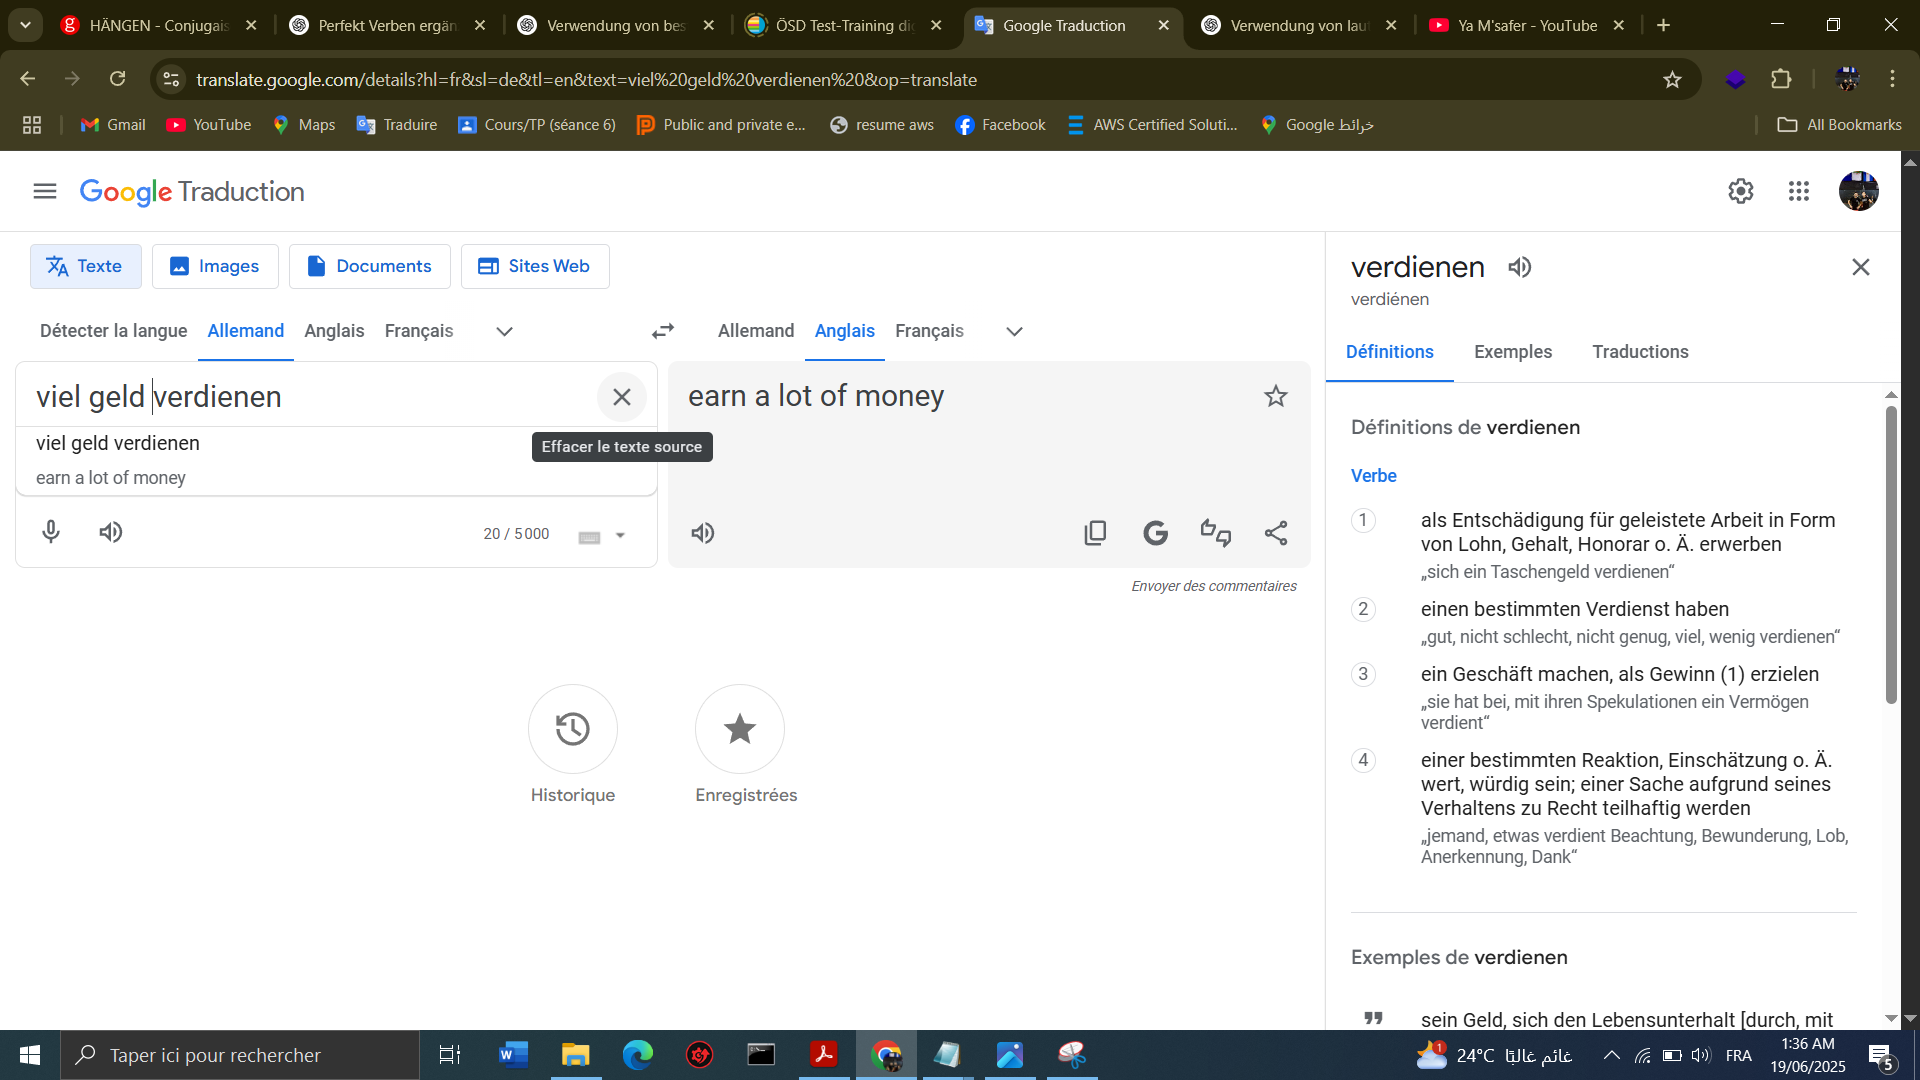 HÄNGEN - Conjugais
Perfekt Verben ergän
Verwendung von bes
ÖSD Test-Training di
Google Traduction
Verwendung von lau
Ya M'safer - YouTube
translate.google.com/details?hl=fr&sl=de&tl=en&text=viel%20geld%20verdienen%20&op=translate
Gmail
YouTube
Maps
Traduire
Cours/TP (séance 6)
Public and private e...
resume aws
Facebook
AWS Certified Soluti...
خرائط Google
All Bookmarks
Google Traduction
Texte
Images
Documents
Sites Web
Détecter la langue
Allemand
Anglais
Français
Allemand
Anglais
Français
viel geld verdienen
viel geld verdienen
earn a lot of money
Effacer le texte source
20 / 5 000
earn a lot of money
Envoyer des commentaires
Historique
Enregistrées
verdienen
verdiénen
Définitions
Exemples
Traductions
Définitions de verdienen
Verbe
1
als Entschädigung für geleistete Arbeit in Form
von Lohn, Gehalt, Honorar o. Ä. erwerben
„sich ein Taschengeld verdienen“
2
einen bestimmten Verdienst haben
„gut, nicht schlecht, nicht genug, viel, wenig verdienen“
3
ein Geschäft machen, als Gewinn (1) erzielen
„sie hat bei, mit ihren Spekulationen ein Vermögen
verdient“
4
einer bestimmten Reaktion, Einschätzung o. Ä.
wert, würdig sein; einer Sache aufgrund seines
Verhaltens zu Recht teilhaftig werden
„jemand, etwas verdient Beachtung, Bewunderung, Lob,
Anerkennung, Dank“
Exemples de verdienen
sein Geld, sich den Lebensunterhalt [durch, mit
Taper ici pour rechercher
1
24°C غائم غالبًا
FRA
1:36 AM
19/06/2025
5